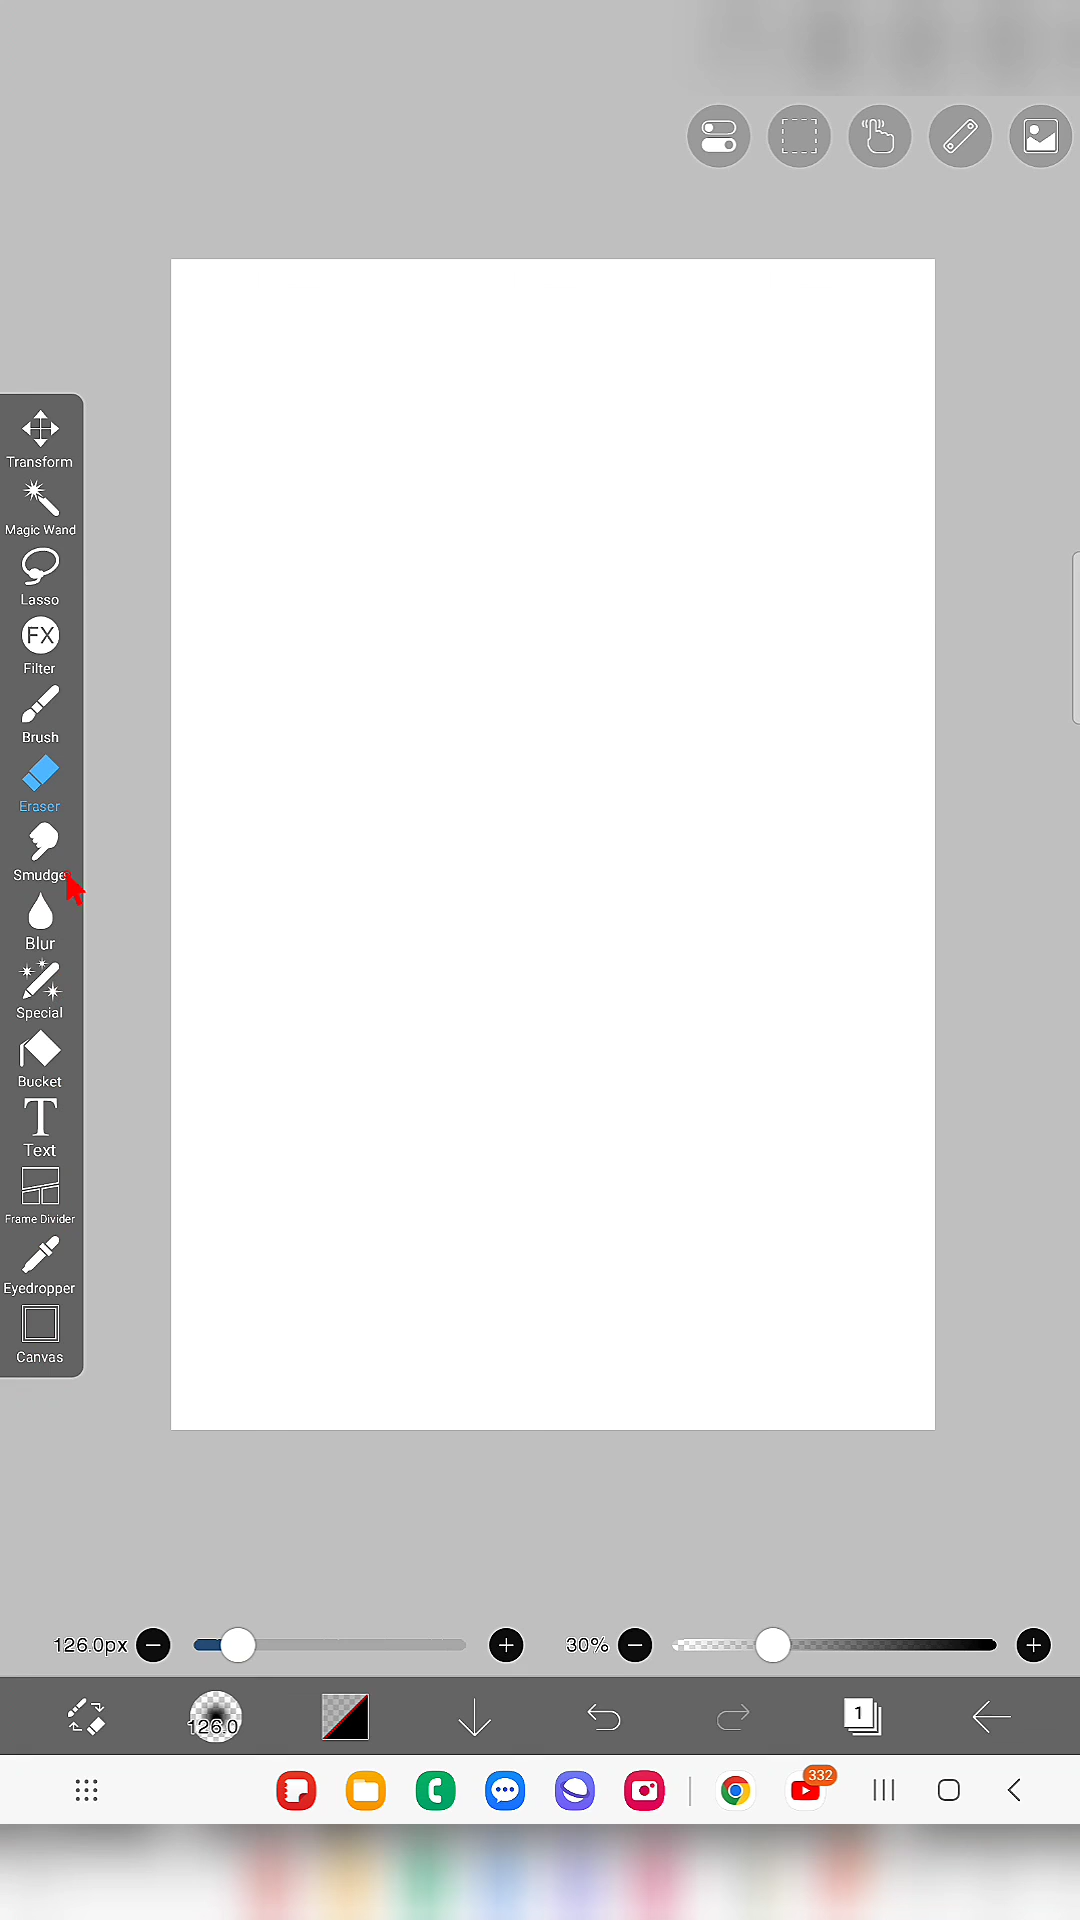 Transform
Magic Wand
Lasso
FX
Filter
Brush
Eraser
Smudge
Blur
Special
Bucket
T
Text
Frame Divider
Eyedropper
Canvas
126.0px
30%
126.0
1
332